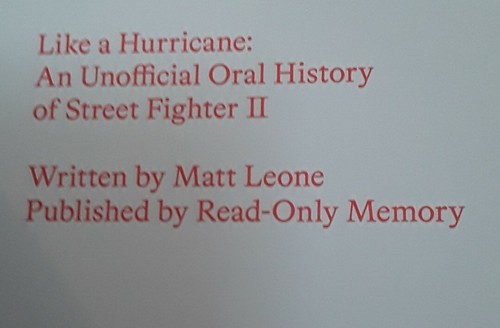 Like a Hurricane:
An Unofficial Oral History
of Street Fighter II
Written by Matt Leone
Published by Read-Only Memory